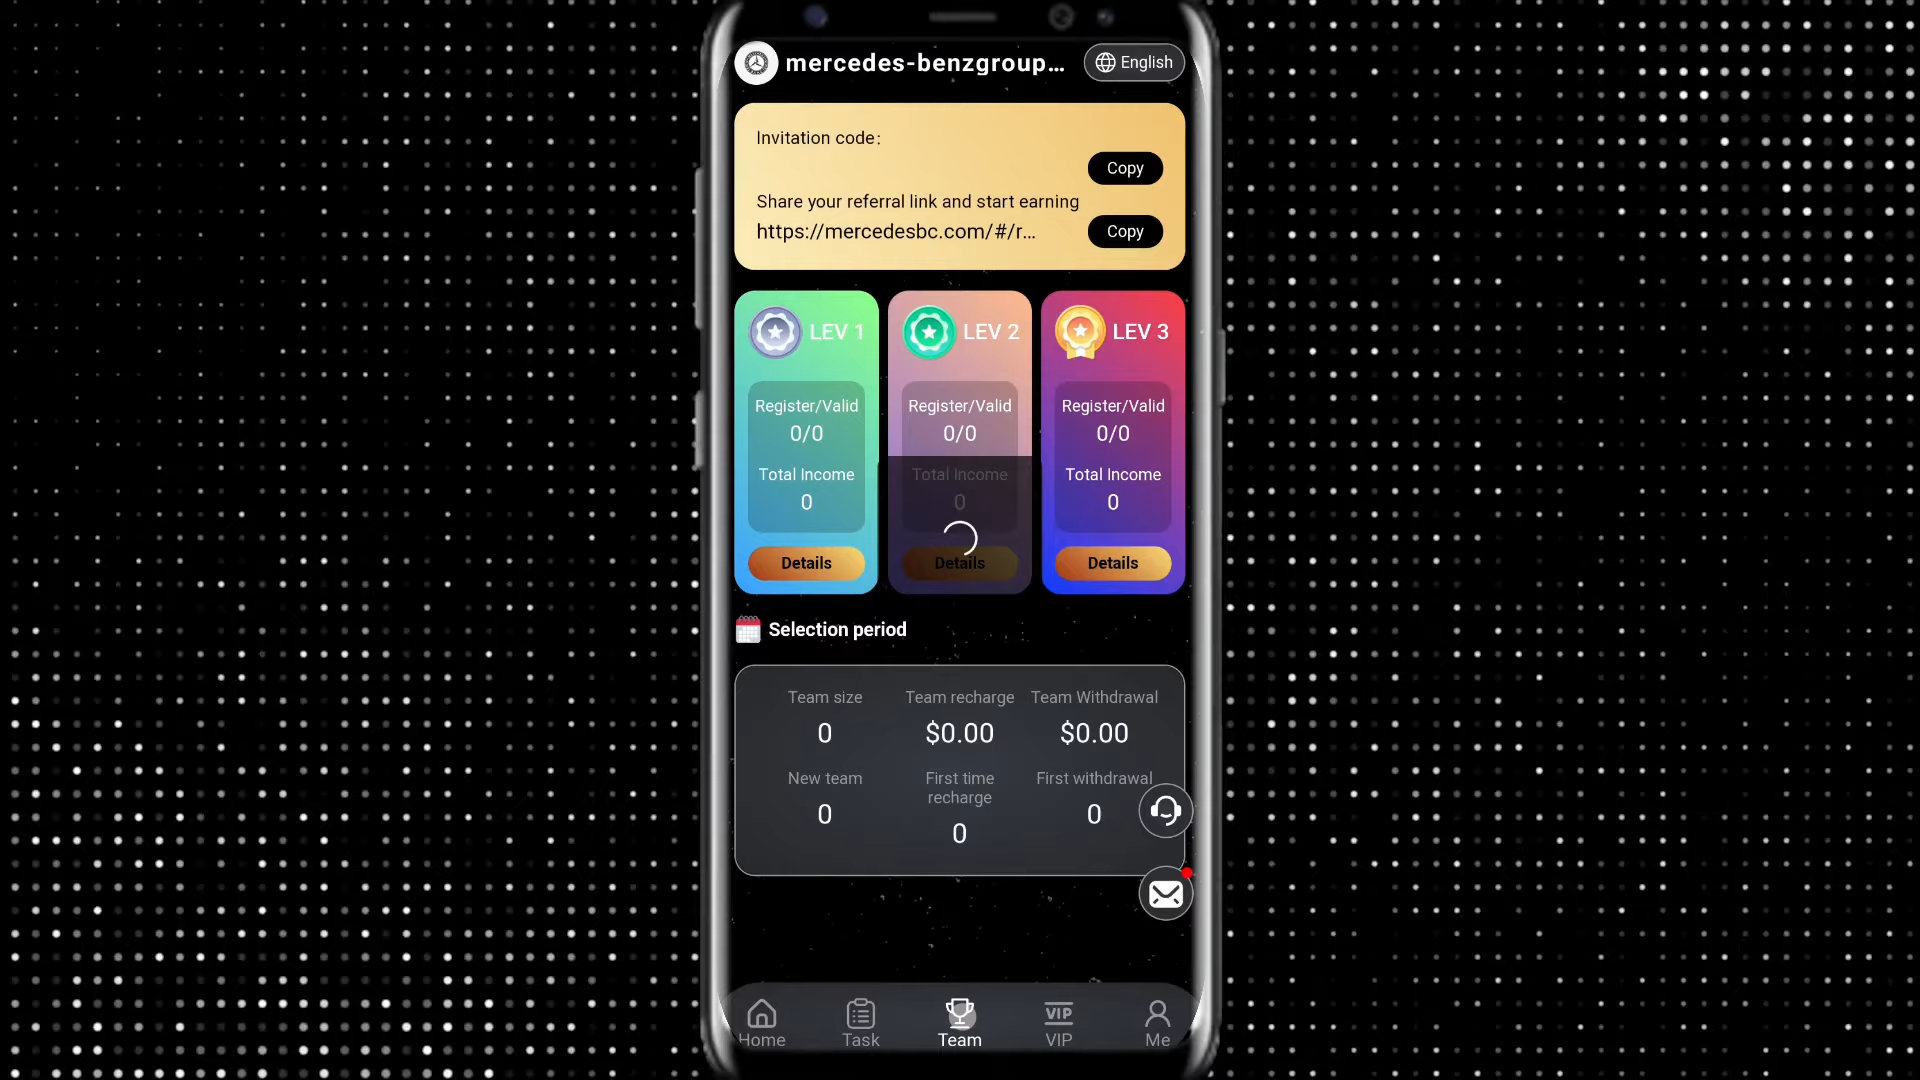 mercedes-benzgroup...
English
Invitation code:
Copy
Share your referral link and start earning
https://mercedesbc.com/#/r...
Copy
LEV 1
LEV 2
LEV 3
Register/Valid
Register/Valid
Register/Valid
0/0
0/0
0/0
Total Income
Total Income
Total Income
0
0
0
Details
Details
Details
Selection period
Team size
Team recharge
Team Withdrawal
0
$0.00
$0.00
New team
First time
recharge
First withdrawal
0
0
0
Home
Task
Team
VIP
VIP
Me